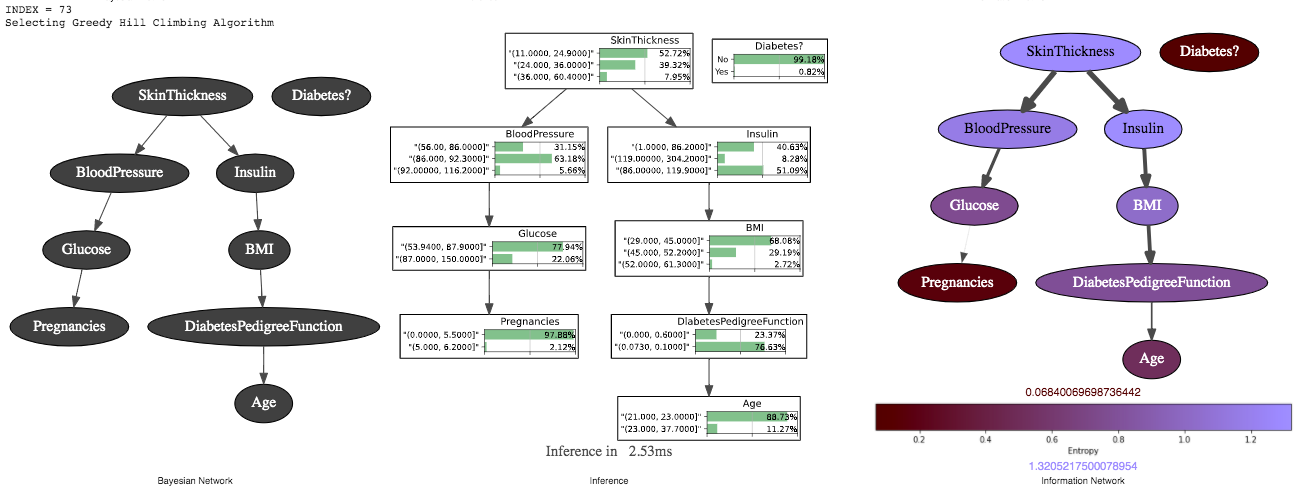 INDEX = 73
Selecting Greedy Hill Climbing Algorithm
SkinThickness
Diabetes?
BloodPressure
Insulin
Glucose
BMI
Pregnancies
DiabetesPedigreeFunction
Age
Bayesian Network
SkinThickness
"(11.0000, 24.9000]" 52.72%
"(24.000, 36.0000]" 39.32%
"(36.000, 60.4000]" 7.95%
Diabetes?
No 99.18%
Yes 0.82%
BloodPressure
"(56.00, 86.0000]" 31.15%
"(86.000, 92.3000]" 63.18%
"(92.00000, 116.2000]" 5.66%
Insulin
"(1.0000, 86.2000]" 40.63%
"(119.00000, 304.2000]" 8.28%
"(86.00000, 119.9000]" 51.09%
Glucose
"(53.9400, 87.9000]" 77.94%
"(87.0000, 150.0000]" 22.06%
BMI
"(29.000, 45.0000]" 68.08%
"(45.000, 52.2000]" 29.19%
"(52.0000, 61.3000]" 2.72%
Pregnancies
"(0.0000, 5.5000]" 97.88%
"(5.000, 6.2000]" 2.12%
DiabetesPedigreeFunction
"(0.000, 0.6000]" 23.37%
"(0.0730, 0.1000]" 76.63%
Age
"(21.000, 23.0000]" 88.73%
"(23.000, 37.7000]" 11.27%
Inference in 2.53ms
Inference
SkinThickness
Diabetes?
BloodPressure
Insulin
Glucose
BMI
Pregnancies
DiabetesPedigreeFunction
Age
0.06840069698736442
0.2 0.4 0.6 0.8 1.0 1.2
Entropy
1.3205217500078954
Information Network